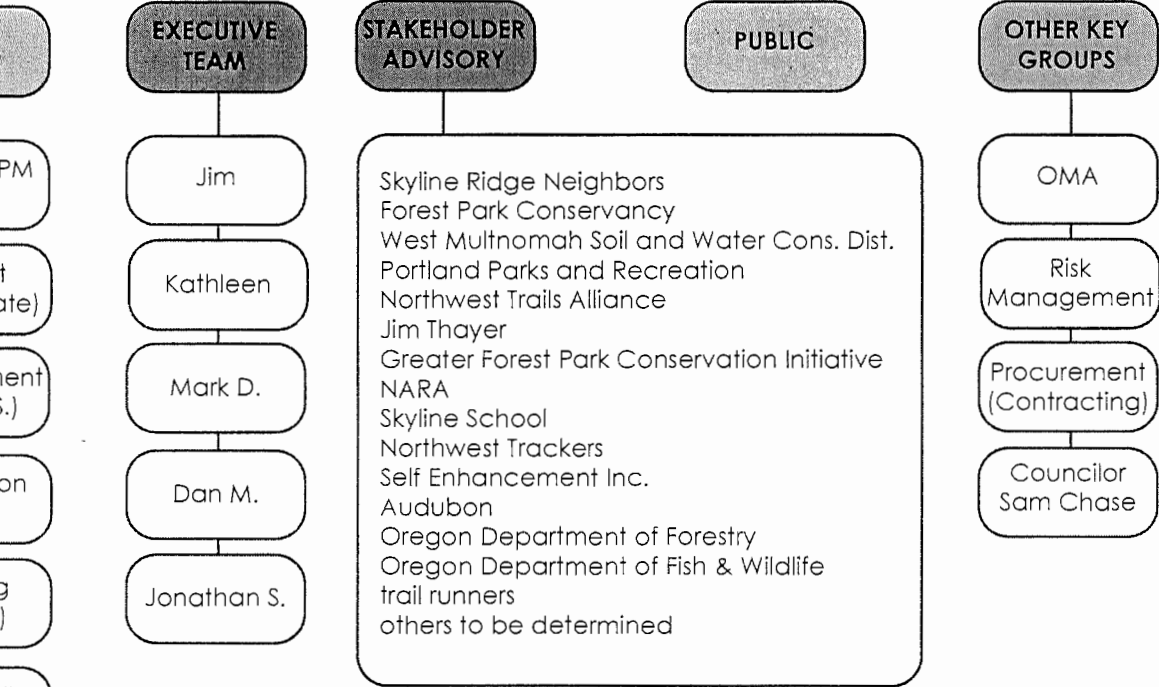 PM
t
ate)
nent
S.)
on
g
)
EXECUTIVE
TEAM
Jim
Kathleen
Mark D.
Dan M.
Jonathan S.
STAKEHOLDER
ADVISORY
Skyline Ridge Neighbors
Forest Park Conservancy
West Multnomah Soil and Water Cons. Dist.
Portland Parks and Recreation
Northwest Trails Alliance
Jim Thayer
Greater Forest Park Conservation Initiative
NARA
Skyline School
Northwest Trackers
Self Enhancement Inc.
Audubon
Oregon Department of Forestry
Oregon Department of Fish & Wildlife
trail runners
others to be determined
PUBLIC
OTHER KEY
GROUPS
OMA
Risk
Management
Procurement
(Contracting)
Councilor
Sam Chase